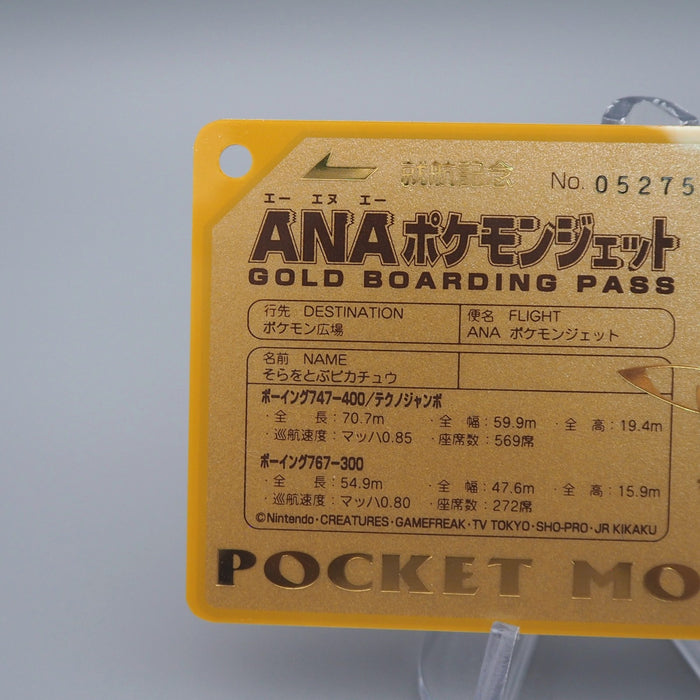 就航記念 No. 05275
エー エヌ エー
ANAポケモンジェット
GOLD BOARDING PASS
行先 DESTINATION
ポケモン広場
便名 FLIGHT
ANA ポケモンジェット
名前 NAME
そらをとぶピカチュウ
ボーイング747-400/テクノジャンボ
・全 長:70.7m ・全 幅:59.9m ・全 高:19.4m
・巡航速度:マッハ0.85 ・座席数:569席
ボーイング767-300
・全 長:54.9m ・全 幅:47.6m ・全 高:15.9m
・巡航速度:マッハ0.80 ・座席数:272席
©Nintendo・CREATURES・GAMEFREAK・TV TOKYO・SHO-PRO・JR KIKAKU
POCKET MO